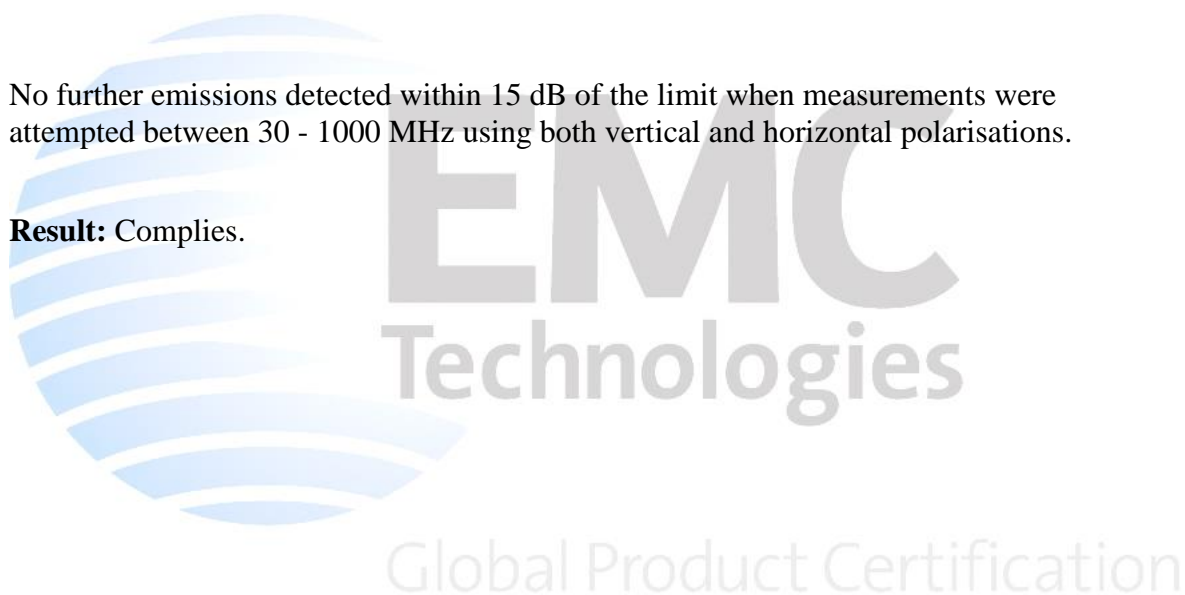 No further emissions detected within 15 dB of the limit when measurements were
attempted between 30 - 1000 MHz using both vertical and horizontal polarisations.
Result: Complies.
EMC
Technologies
Global Product Certification